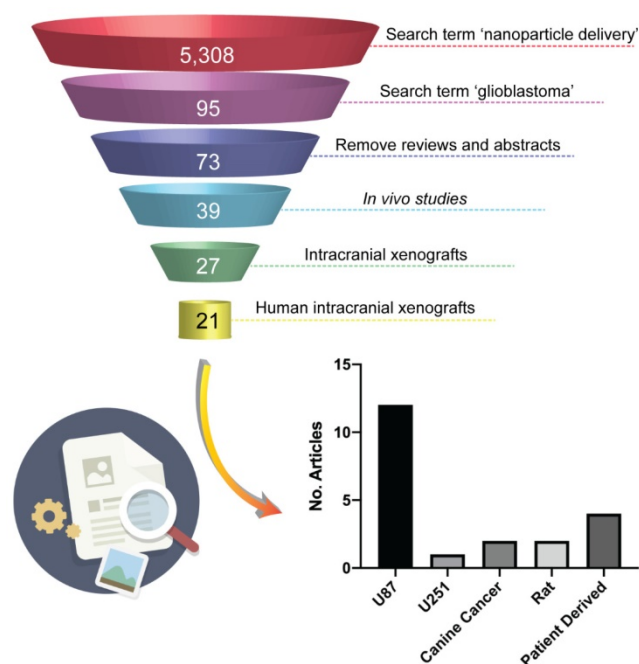 5,308
Search term ‘nanoparticle delivery’
95
Search term ‘glioblastoma’
73
Remove reviews and abstracts
39
In vivo studies
27
Intracranial xenografts
21
Human intracranial xenografts
No. Articles
15
10
5
0
U87
U251
Canine Cancer
Rat
Patient Derived